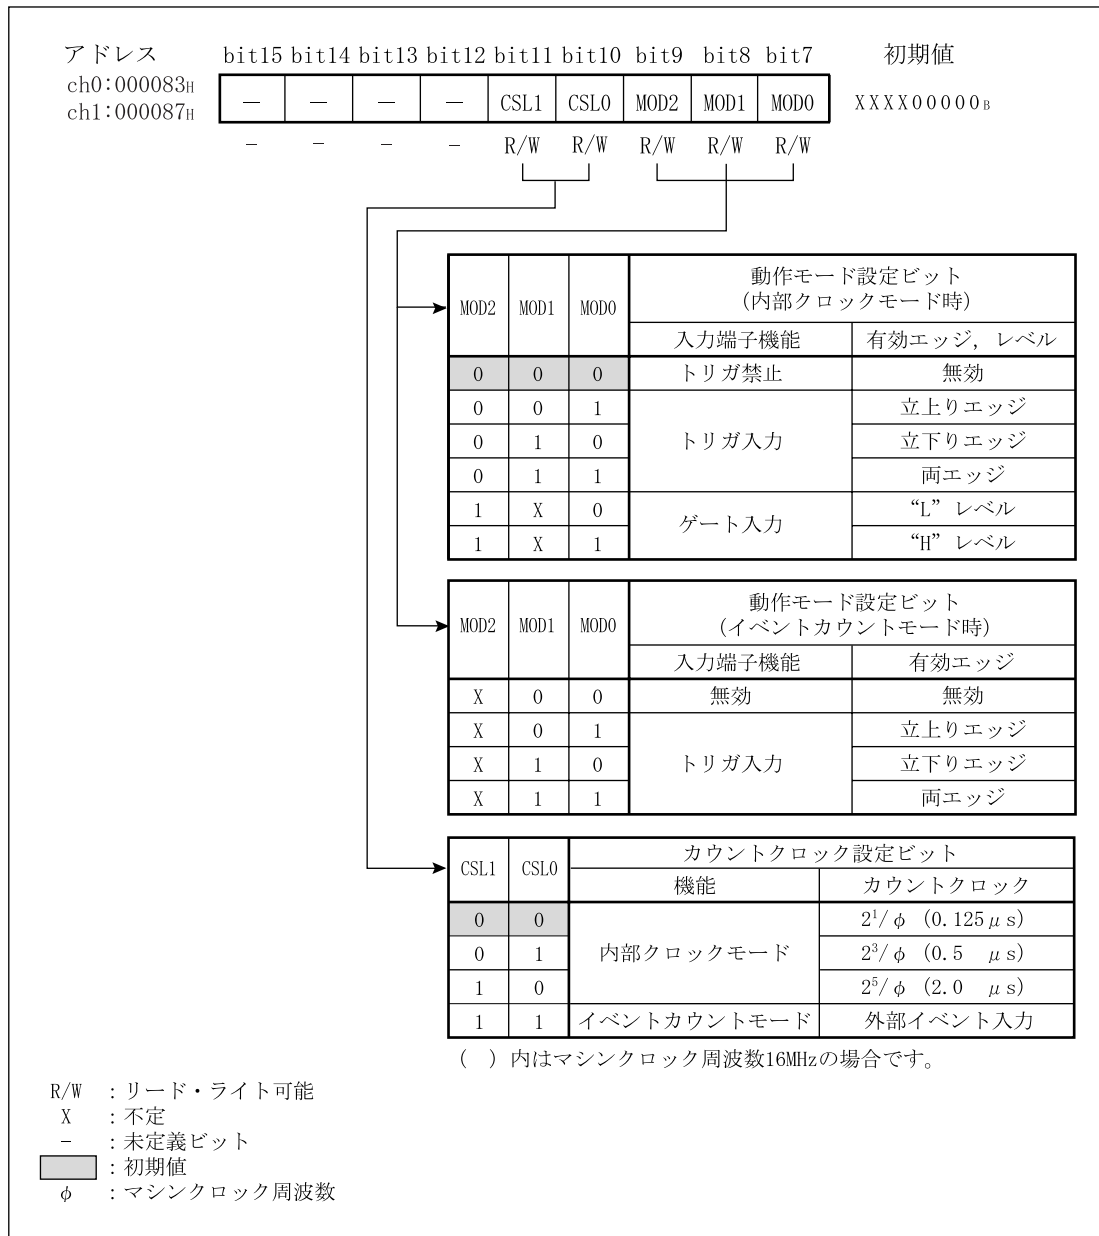 アドレス bit15 bit14 bit13 bit12 bit11 bit10 bit9 bit8 bit7 初期値
ch0:000083H
ch1:000087H
− − − − CSL1 CSL0 MOD2 MOD1 MOD0 XXXX00000B
− − − − R/W R/W R/W R/W R/W
MOD2 MOD1 MOD0 動作モード設定ビット
(内部クロックモード時)
入力端子機能 有効エッジ, レベル
0 0 0 トリガ禁止 無効
0 0 1 立上りエッジ
0 1 0 トリガ入力 立下りエッジ
0 1 1 両エッジ
1 X 0 ゲート入力 “L”レベル
1 X 1 “H”レベル
MOD2 MOD1 MOD0 動作モード設定ビット
(イベントカウントモード時)
入力端子機能 有効エッジ
X 0 0 無効 無効
X 0 1 立上りエッジ
X 1 0 トリガ入力 立下りエッジ
X 1 1 両エッジ
CSL1 CSL0 カウントクロック設定ビット
機能 カウントクロック
0 0 2¹/φ (0.125μs)
0 1 内部クロックモード 2³/φ (0.5 μs)
1 0 2⁵/φ (2.0 μs)
1 1 イベントカウントモード 外部イベント入力
( )内はマシンクロック周波数16MHzの場合です。
R/W :リード・ライト可能
X :不定
− :未定義ビット
:初期値
φ :マシンクロック周波数